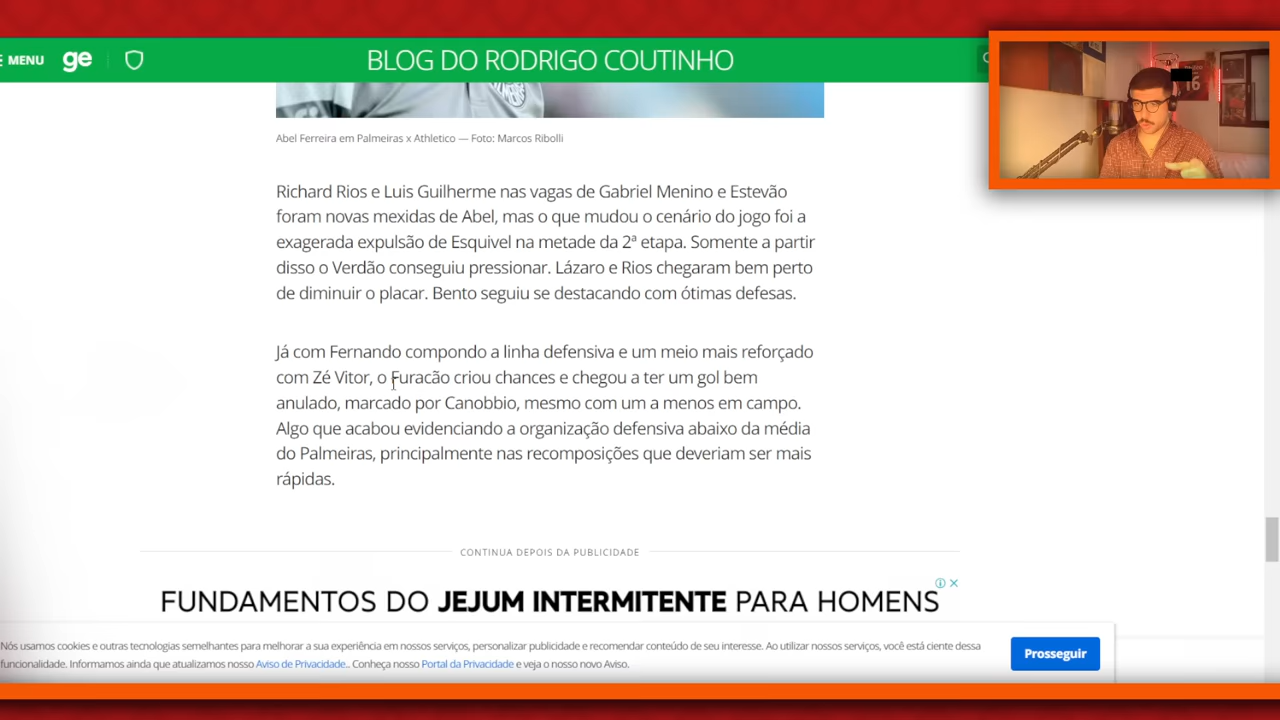 MENU
ge
BLOG DO RODRIGO COUTINHO
16
Abel Ferreira em Palmeiras x Athletico — Foto: Marcos Ribolli
Richard Rios e Luis Guilherme nas vagas de Gabriel Menino e Estevão
foram novas mexidas de Abel, mas o que mudou o cenário do jogo foi a
exagerada expulsão de Esquivel na metade da 2ª etapa. Somente a partir
disso o Verdão conseguiu pressionar. Lázaro e Rios chegaram bem perto
de diminuir o placar. Bento seguiu se destacando com ótimas defesas.
Já com Fernando compondo a linha defensiva e um meio mais reforçado
com Zé Vitor, o Furacão criou chances e chegou a ter um gol bem
anulado, marcado por Canobbio, mesmo com um a menos em campo.
Algo que acabou evidenciando a organização defensiva abaixo da média
do Palmeiras, principalmente nas recomposições que deveriam ser mais
rápidas.
CONTINUA DEPOIS DA PUBLICIDADE
FUNDAMENTOS DO JEJUM INTERMITENTE PARA HOMENS
Nós usamos cookies e outras tecnologias semelhantes para melhorar a sua experiência em nossos serviços, personalizar publicidade e recomendar conteúdo de seu interesse. Ao utilizar nossos serviços, você está ciente dessa
funcionalidade. Informamos ainda que atualizamos nosso Aviso de Privacidade.. Conheça nosso Portal da Privacidade e veja o nosso novo Aviso.
Prosseguir